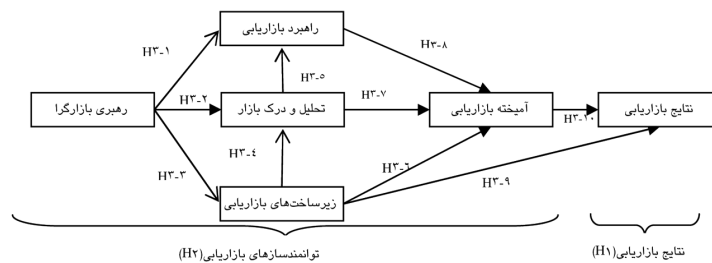 راهبرد بازاریابی
H۳-۱
H۳-۸
H۳-۵
رهبری بازارگرا
H۳-۲
تحلیل و درک بازار
H۳-۷
آمیخته بازاریابی
H۳-۱۰
نتایج بازاریابی
H۳-۳
H۳-٤
H۳-٦
H۳-۹
زیرساخت‌های بازاریابی
توانمندسازهای بازاریابی(H۲)
نتایج بازاریابی(H۱)